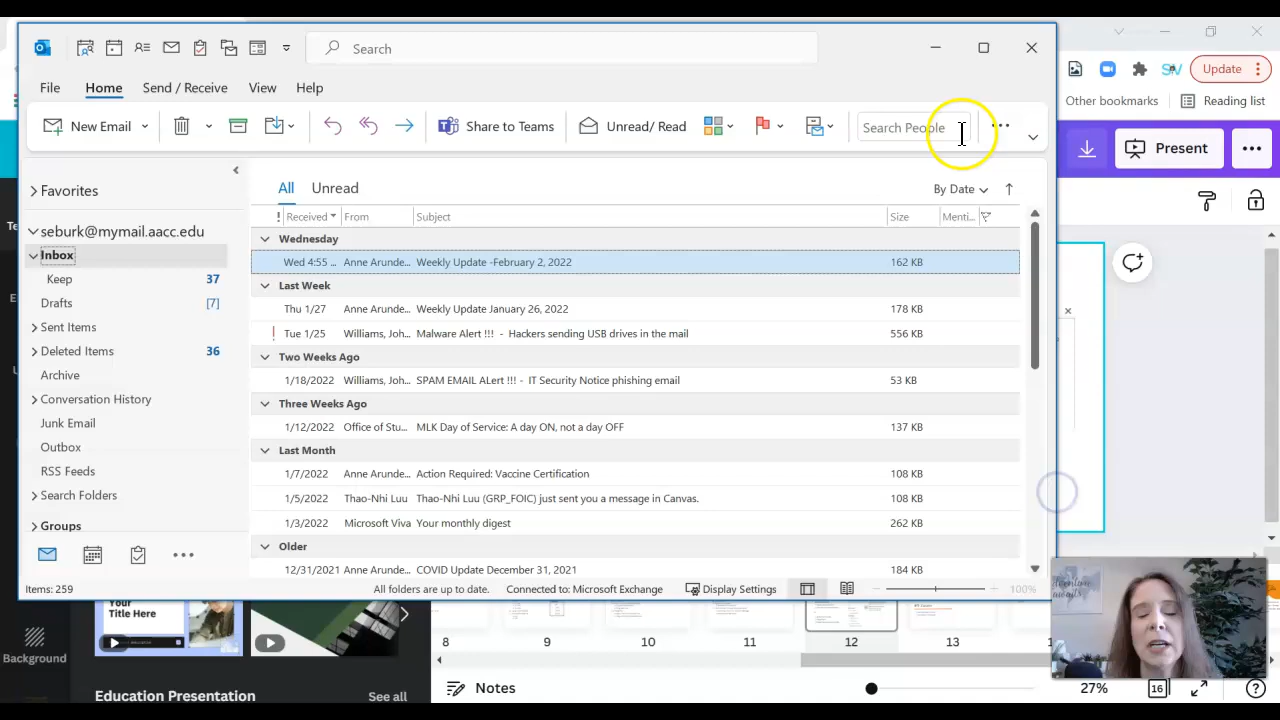 Search
File Home Send / Receive View Help
New Email Share to Teams Unread/ Read Search People
Update
Other bookmarks Reading list
Present
Favorites
seburk@mymail.aacc.edu
Inbox
Keep 37
Drafts [7]
Sent Items
Deleted Items 36
Archive
Conversation History
Junk Email
Outbox
RSS Feeds
Search Folders
Groups
All Unread By Date
! Received From Subject Size Menti...
Wednesday
Wed 4:55 ... Anne Arunde... Weekly Update -February 2, 2022 162 KB
Last Week
Thu 1/27 Anne Arunde... Weekly Update January 26, 2022 178 KB
Tue 1/25 Williams, Joh... Malware Alert !!! - Hackers sending USB drives in the mail 556 KB
Two Weeks Ago
1/18/2022 Williams, Joh... SPAM EMAIL ALert !!! - IT Security Notice phishing email 53 KB
Three Weeks Ago
1/12/2022 Office of Stu... MLK Day of Service: A day ON, not a day OFF 137 KB
Last Month
1/7/2022 Anne Arunde... Action Required: Vaccine Certification 108 KB
1/5/2022 Thao-Nhi Luu Thao-Nhi Luu (GRP_FOIC) just sent you a message in Canvas. 108 KB
1/3/2022 Microsoft Viva Your monthly digest 262 KB
Older
12/31/2021 Anne Arunde... COVID Update December 31, 2021 184 KB
Items: 259 All folders are up to date. Connected to: Microsoft Exchange Display Settings 100%
Your
Title Here
Background
8 9 10 11 12 13
Education Presentation See all
Notes 27% 16